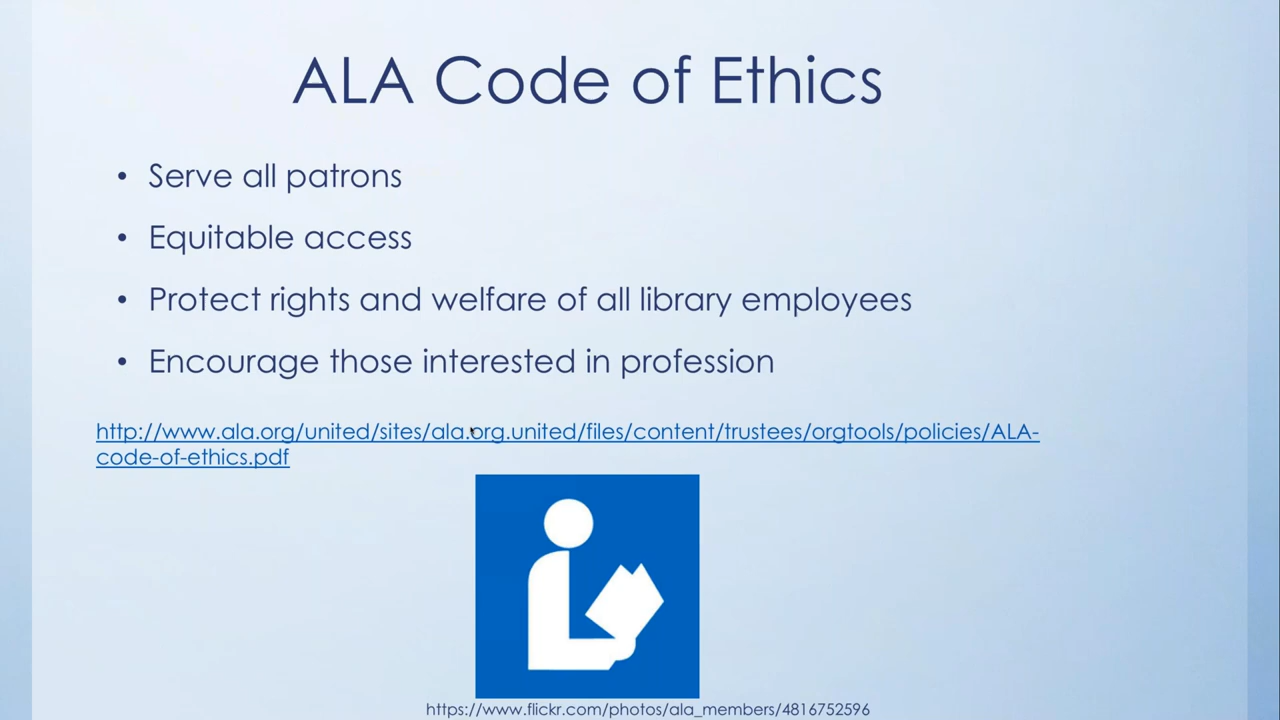 ALA Code of Ethics
• Serve all patrons
• Equitable access
• Protect rights and welfare of all library employees
• Encourage those interested in profession
http://www.ala.org/united/sites/ala.org.united/files/content/trustees/orgtools/policies/ALA-
code-of-ethics.pdf
https://www.flickr.com/photos/ala_members/4816752596